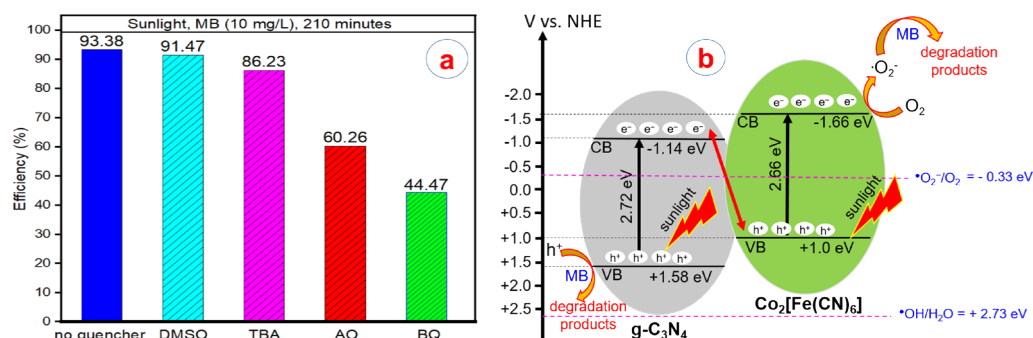 Sunlight, MB (10 mg/L), 210 minutes
a
93.38
91.47
86.23
60.26
44.47
100
90
80
70
60
50
40
30
20
10
0
Efficiency (%)
no quencher
DMSO
TBA
AO
BQ
V vs. NHE
b
MB
degradation
products
·O₂⁻
O₂
-2.0
-1.5
-1.0
-0.5
0.0
+0.5
+1.0
+1.5
+2.0
+2.5
e⁻ e⁻ e⁻ e⁻
CB
-1.66 eV
e⁻ e⁻ e⁻ e⁻
CB
-1.14 eV
2.72 eV
2.66 eV
sunlight
sunlight
•O₂⁻/O₂ = - 0.33 eV
h⁺ h⁺ h⁺ h⁺
VB
+1.0 eV
h⁺ h⁺ h⁺ h⁺
VB
+1.58 eV
h⁺
MB
degradation
products
g-C₃N₄
Co₂[Fe(CN)₆]
•OH/H₂O = + 2.73 eV